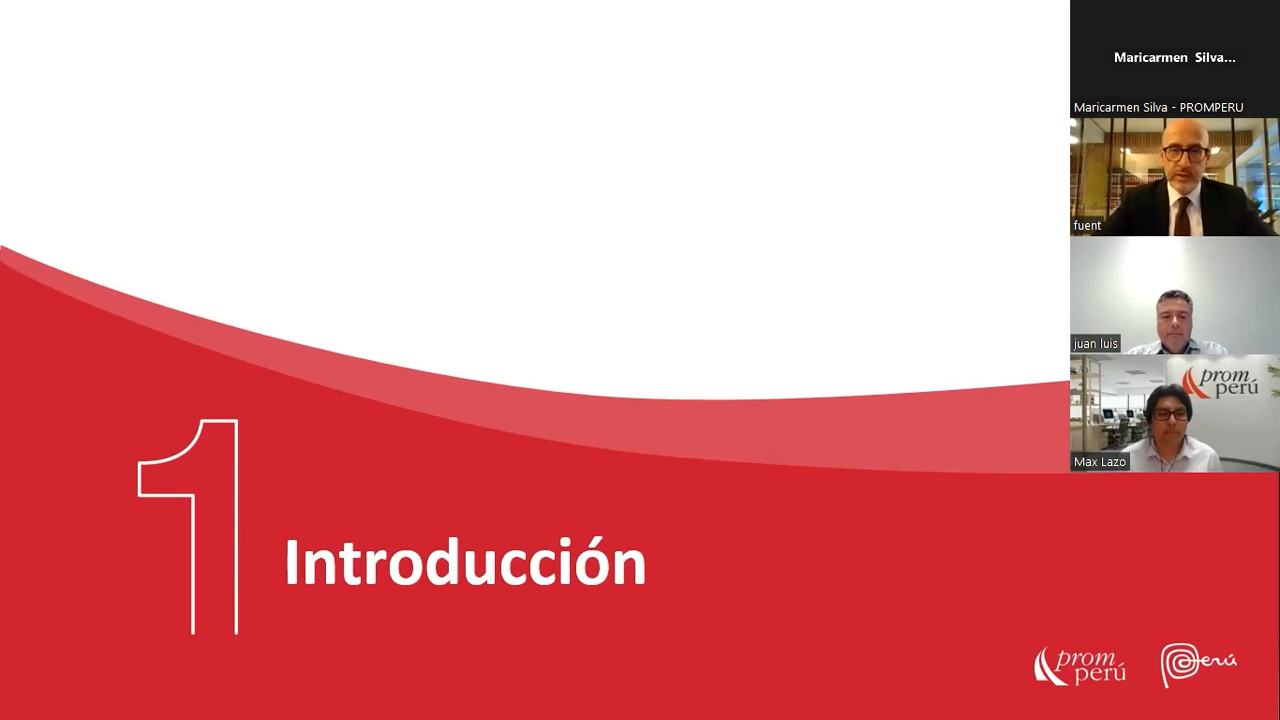 Maricarmen Silva...
Maricarmen Silva - PROMPERU
fuent
juan luis
prom
perú
Max Lazo
1
Introducción
prom
perú
Perú